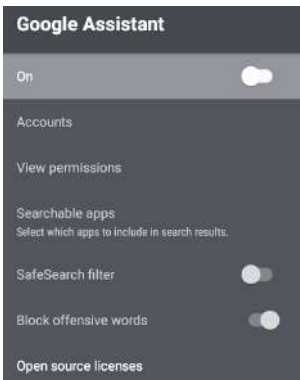 Google Assistant
On
Accounts
View permissions
Searchable apps
Select which apps to include in search results.
SafeSearch filter
Block offensive words
Open source licenses